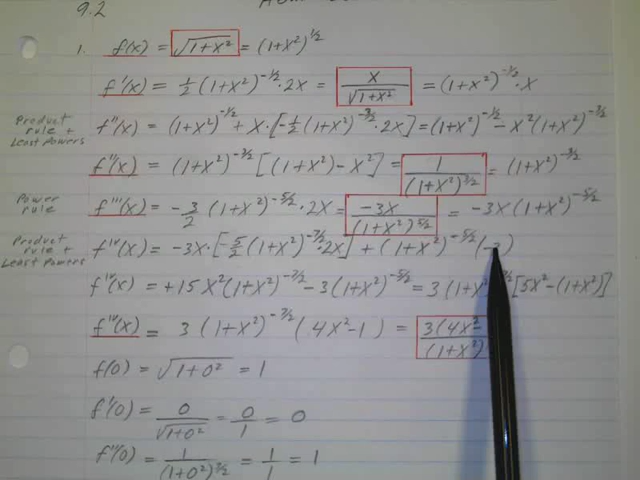 9.2
1. f(x) = √1+x² = (1+x²)^1/2
f'(x) = 1/2 (1+x²)^-1/2 · 2x = x/√1+x² = (1+x²)^-1/2 · x
Product rule + Least Powers f''(x) = (1+x²)^-1/2 + x·[-1/2 (1+x²)^-3/2 · 2x] = (1+x²)^-1/2 - x²(1+x²)^-3/2
f''(x) = (1+x²)^-3/2 [(1+x²) - x²] = 1/(1+x²)^3/2 = (1+x²)^-3/2
Power rule f'''(x) = -3/2 (1+x²)^-5/2 · 2x = -3x/(1+x²)^5/2 = -3x(1+x²)^-5/2
Product rule + Least Powers f^IV(x) = -3x·[-5/2 (1+x²)^-7/2 · 2x] + (1+x²)^-5/2 (-
f^IV(x) = +15x²(1+x²)^-7/2 - 3(1+x²)^-5/2 = 3(1+x² [5x²-(1+x²)]
f^IV(x) = 3(1+x²)^-7/2 (4x²-1) = 3(4x²-/(1+x²)
f(0) = √1+0² = 1
f'(0) = 0/√1+0² = 0/1 = 0
f''(0) = 1/(1+0²)^3/2 = 1/1 = 1